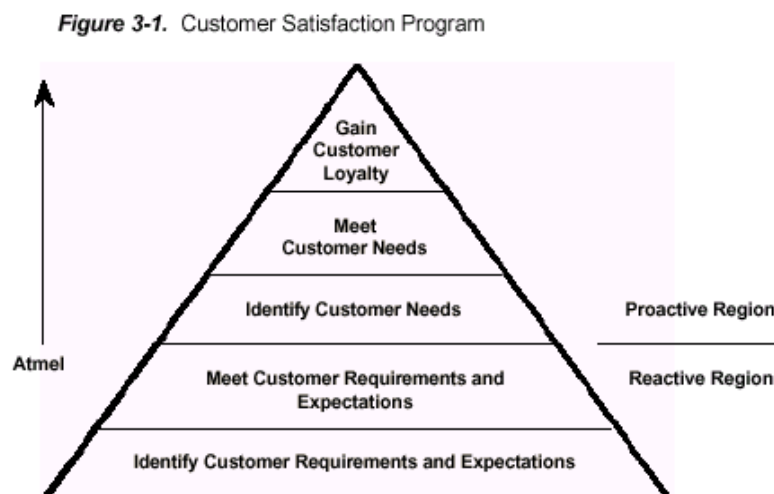 Figure 3-1. Customer Satisfaction Program
Gain
Customer
Loyalty
Meet
Customer Needs
Identify Customer Needs
Proactive Region
Atmel
Meet Customer Requirements and
Expectations
Reactive Region
Identify Customer Requirements and Expectations